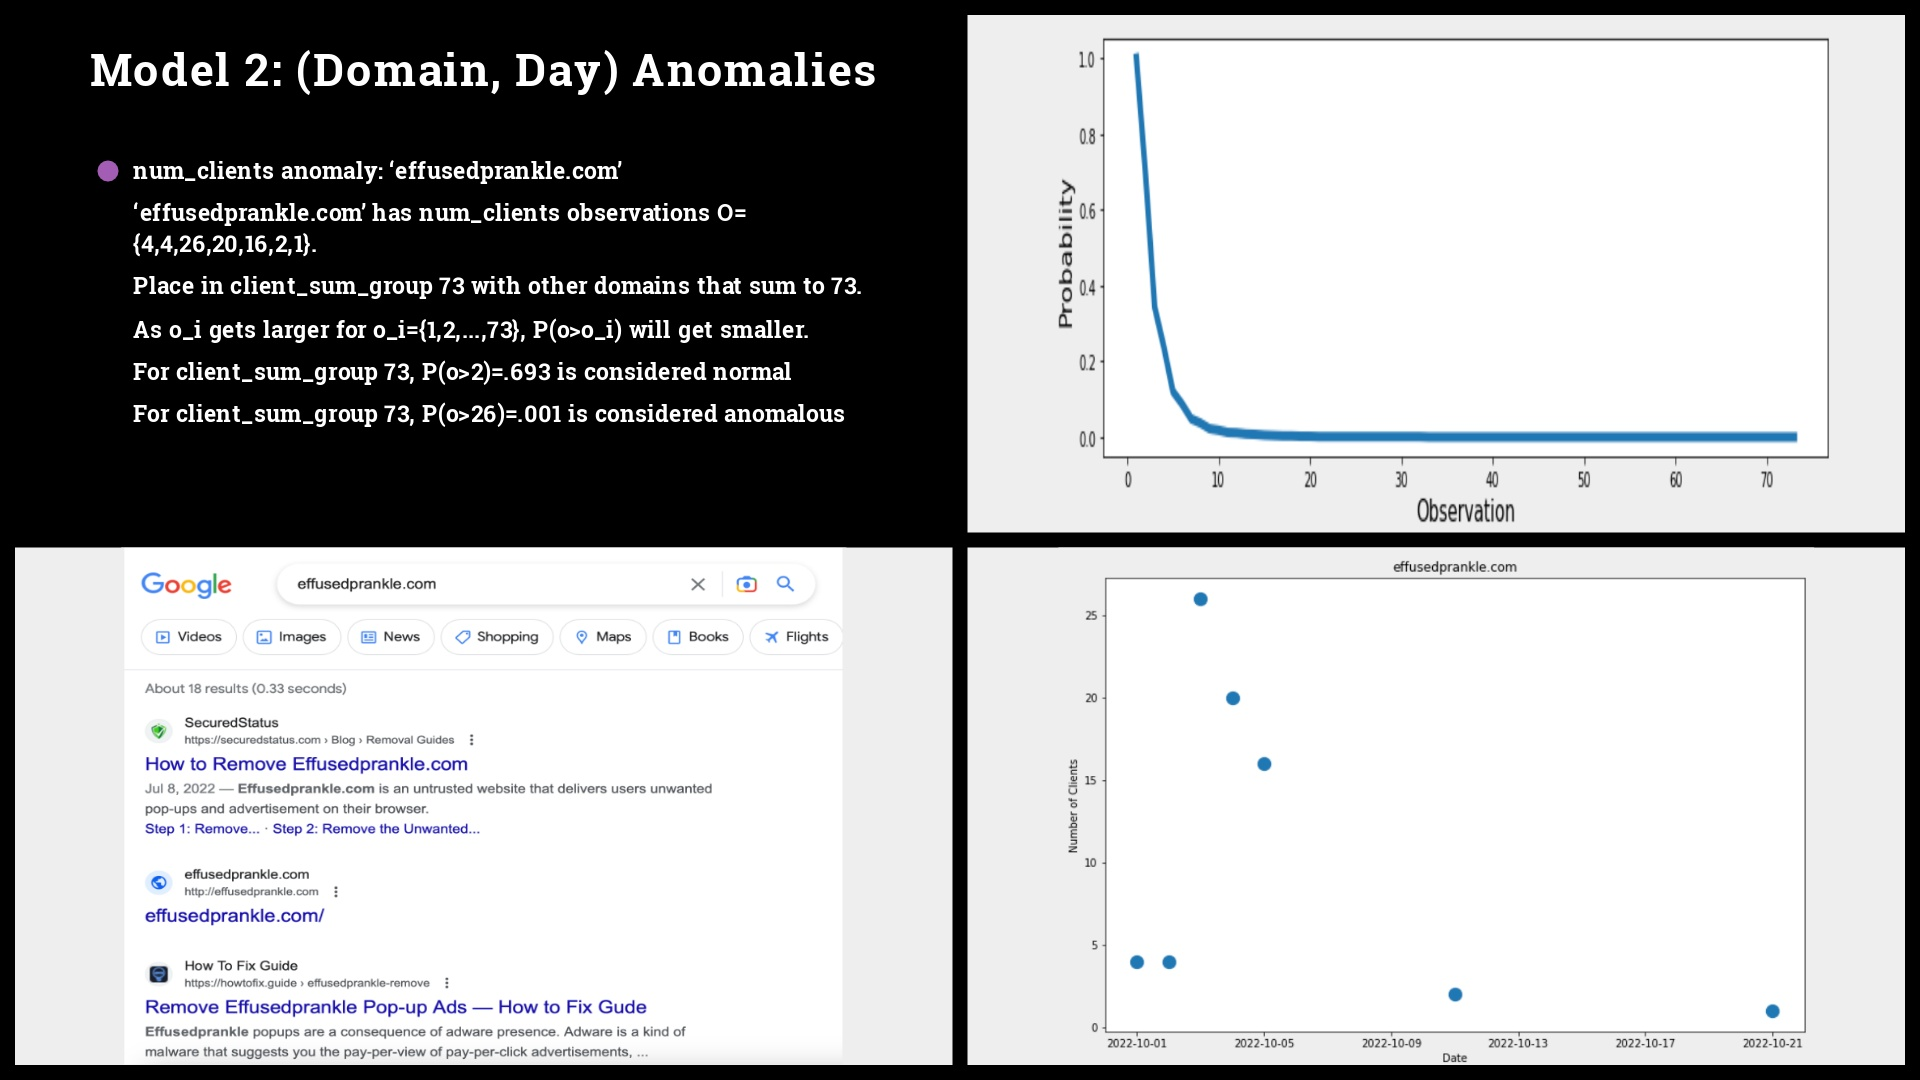 Model 2: (Domain, Day) Anomalies
num_clients anomaly: ‘effusedprankle.com’
‘effusedprankle.com’ has num_clients observations O=
{4,4,26,20,16,2,1}.
Place in client_sum_group 73 with other domains that sum to 73.
As o_i gets larger for o_i={1,2,...,73}, P(o>o_i) will get smaller.
For client_sum_group 73, P(o>2)=.693 is considered normal
For client_sum_group 73, P(o>26)=.001 is considered anomalous
1.0
0.8
0.6
0.4
0.2
0.0
Probability
0 10 20 30 40 50 60 70
Observation
Google effusedprankle.com
Videos Images News Shopping Maps Books Flights
About 18 results (0.33 seconds)
SecuredStatus
https://securedstatus.com › Blog › Removal Guides
How to Remove Effusedprankle.com
Jul 8, 2022 — Effusedprankle.com is an untrusted website that delivers users unwanted
pop-ups and advertisement on their browser.
Step 1: Remove... · Step 2: Remove the Unwanted...
effusedprankle.com
http://effusedprankle.com
effusedprankle.com/
How To Fix Guide
https://howtofix.guide › effusedprankle-remove
Remove Effusedprankle Pop-up Ads — How to Fix Gude
Effusedprankle popups are a consequence of adware presence. Adware is a kind of
malware that suggests you the pay-per-view of pay-per-click advertisements, ...
effusedprankle.com
25
20
15
10
5
0
Number of Clients
2022-10-01 2022-10-05 2022-10-09 2022-10-13 2022-10-17 2022-10-21
Date